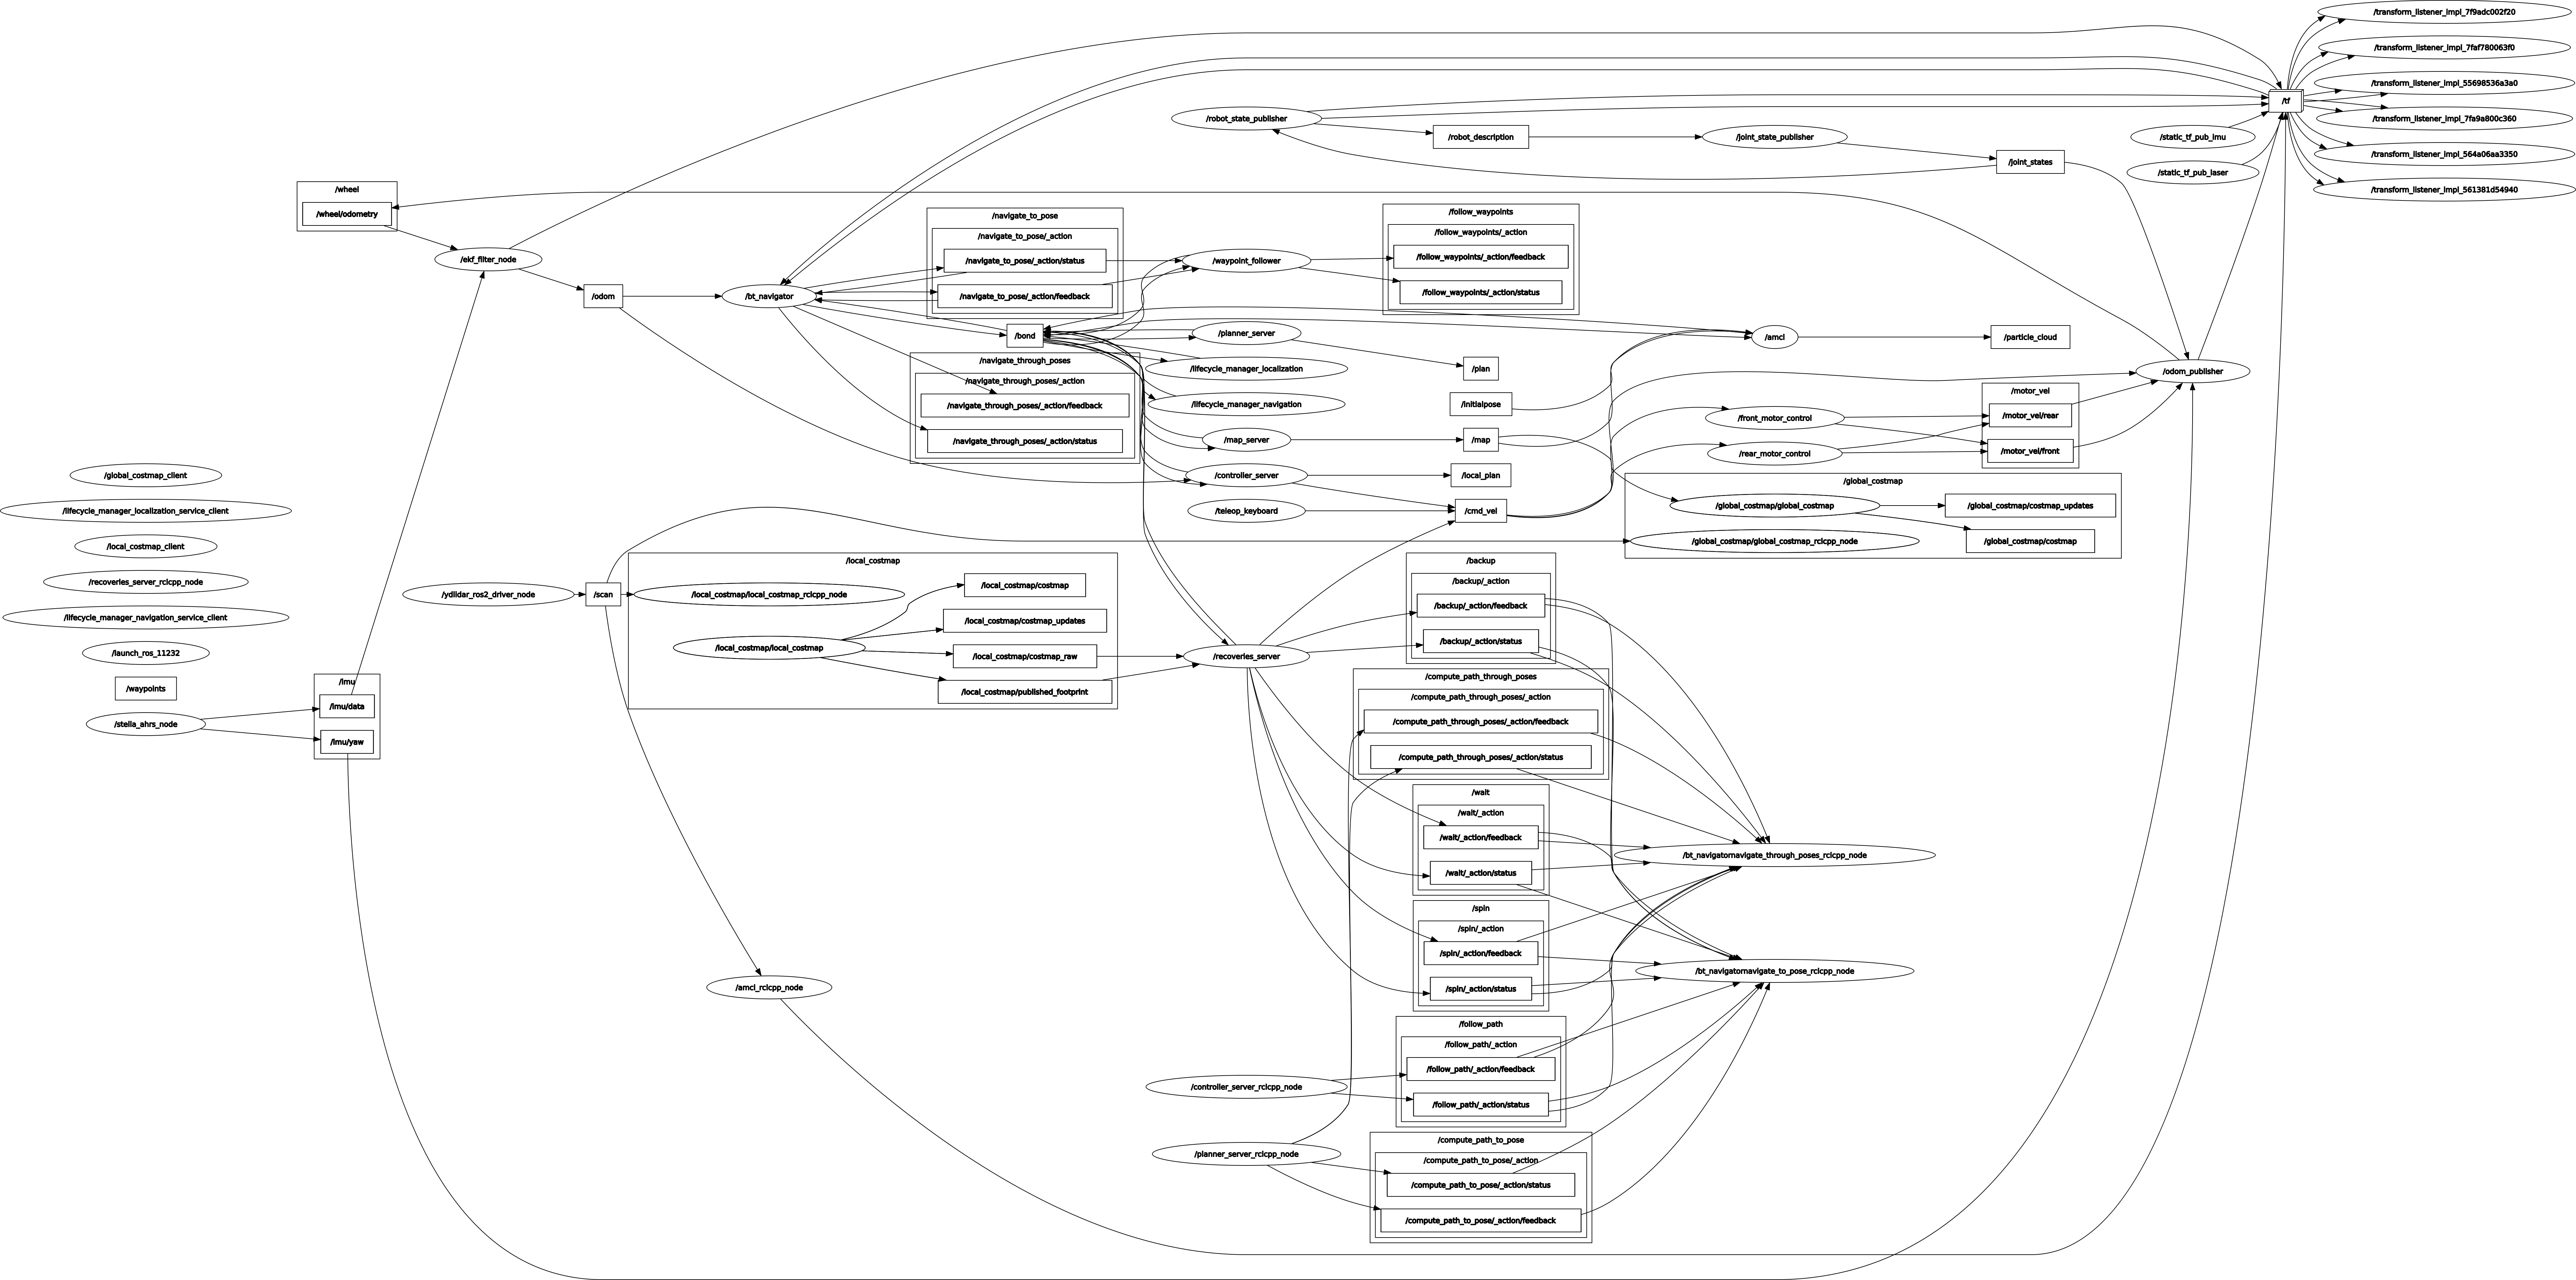 /transform_listener_impl_7f9adc002f20
/transform_listener_impl_7faf780063f0
/transform_listener_impl_55698536a3a0
/tf
/transform_listener_impl_7fa9a800c360
/robot_state_publisher
/robot_description
/joint_state_publisher
/static_tf_pub_imu
/transform_listener_impl_564a06aa3350
/joint_states
/static_tf_pub_laser
/transform_listener_impl_561381d54940
/wheel
/wheel/odometry
/ekf_filter_node
/odom
/bt_navigator
/navigate_to_pose
/navigate_to_pose/_action
/navigate_to_pose/_action/status
/navigate_to_pose/_action/feedback
/waypoint_follower
/follow_waypoints
/follow_waypoints/_action
/follow_waypoints/_action/feedback
/follow_waypoints/_action/status
/bond
/planner_server
/amcl
/particle_cloud
/navigate_through_poses
/navigate_through_poses/_action
/navigate_through_poses/_action/feedback
/navigate_through_poses/_action/status
/lifecycle_manager_localization
/plan
/odom_publisher
/lifecycle_manager_navigation
/initialpose
/motor_vel
/motor_vel/rear
/motor_vel/front
/front_motor_control
/rear_motor_control
/map_server
/map
/controller_server
/local_plan
/teleop_keyboard
/cmd_vel
/global_costmap
/global_costmap/global_costmap
/global_costmap/costmap_updates
/global_costmap/global_costmap_rclcpp_node
/global_costmap/costmap
/global_costmap_client
/lifecycle_manager_localization_service_client
/local_costmap_client
/recoveries_server_rclcpp_node
/lifecycle_manager_navigation_service_client
/launch_ros_11232
/waypoints
/stella_ahrs_node
/imu
/imu/data
/imu/yaw
/ydlidar_ros2_driver_node
/scan
/local_costmap
/local_costmap/local_costmap_rclcpp_node
/local_costmap/costmap
/local_costmap/costmap_updates
/local_costmap/local_costmap
/local_costmap/costmap_raw
/local_costmap/published_footprint
/recoveries_server
/backup
/backup/_action
/backup/_action/feedback
/backup/_action/status
/compute_path_through_poses
/compute_path_through_poses/_action
/compute_path_through_poses/_action/feedback
/compute_path_through_poses/_action/status
/wait
/wait/_action
/wait/_action/feedback
/wait/_action/status
/bt_navigatornavigate_through_poses_rclcpp_node
/spin
/spin/_action
/spin/_action/feedback
/spin/_action/status
/bt_navigatornavigate_to_pose_rclcpp_node
/amcl_rclcpp_node
/follow_path
/follow_path/_action
/follow_path/_action/feedback
/follow_path/_action/status
/controller_server_rclcpp_node
/planner_server_rclcpp_node
/compute_path_to_pose
/compute_path_to_pose/_action
/compute_path_to_pose/_action/status
/compute_path_to_pose/_action/feedback